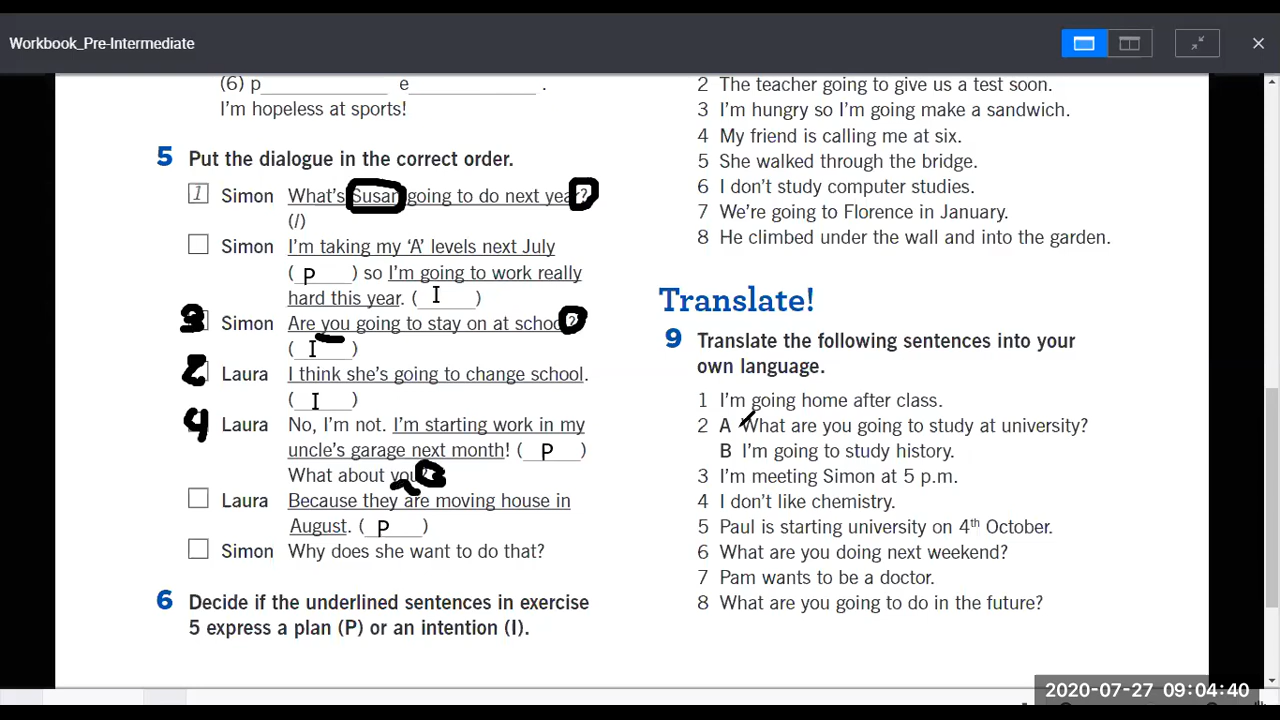 Workbook_Pre-Intermediate
(6) p____________ e____________ .
I'm hopeless at sports!
5 Put the dialogue in the correct order.
1 Simon What's Susan going to do next year?
(I)
Simon I'm taking my 'A' levels next July
( P ) so I'm going to work really
hard this year. ( I )
3 Simon Are you going to stay on at school?
( I )
2 Laura I think she's going to change school.
( I )
4 Laura No, I'm not. I'm starting work in my
uncle's garage next month! ( P )
What about you?
Laura Because they are moving house in
August. ( P )
Simon Why does she want to do that?
6 Decide if the underlined sentences in exercise
5 express a plan (P) or an intention (I).
2 The teacher going to give us a test soon.
3 I'm hungry so I'm going make a sandwich.
4 My friend is calling me at six.
5 She walked through the bridge.
6 I don't study computer studies.
7 We're going to Florence in January.
8 He climbed under the wall and into the garden.
Translate!
9 Translate the following sentences into your
own language.
1 I'm going home after class.
2 A What are you going to study at university?
B I'm going to study history.
3 I'm meeting Simon at 5 p.m.
4 I don't like chemistry.
5 Paul is starting university on 4th October.
6 What are you doing next weekend?
7 Pam wants to be a doctor.
8 What are you going to do in the future?
2020-07-27 09:04:40